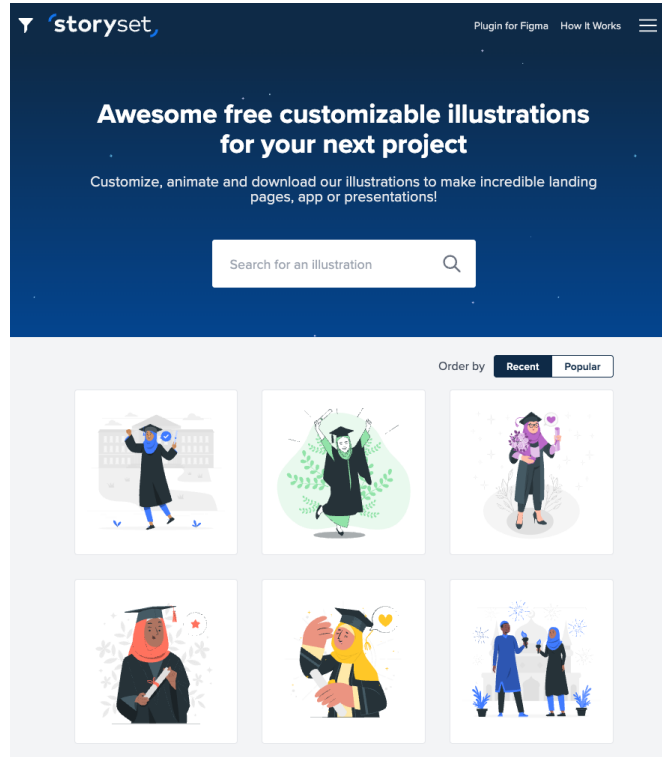 storyset
Plugin for Figma How It Works
Awesome free customizable illustrations
for your next project
Customize, animate and download our illustrations to make incredible landing
pages, app or presentations!
Search for an illustration
Order by Recent Popular